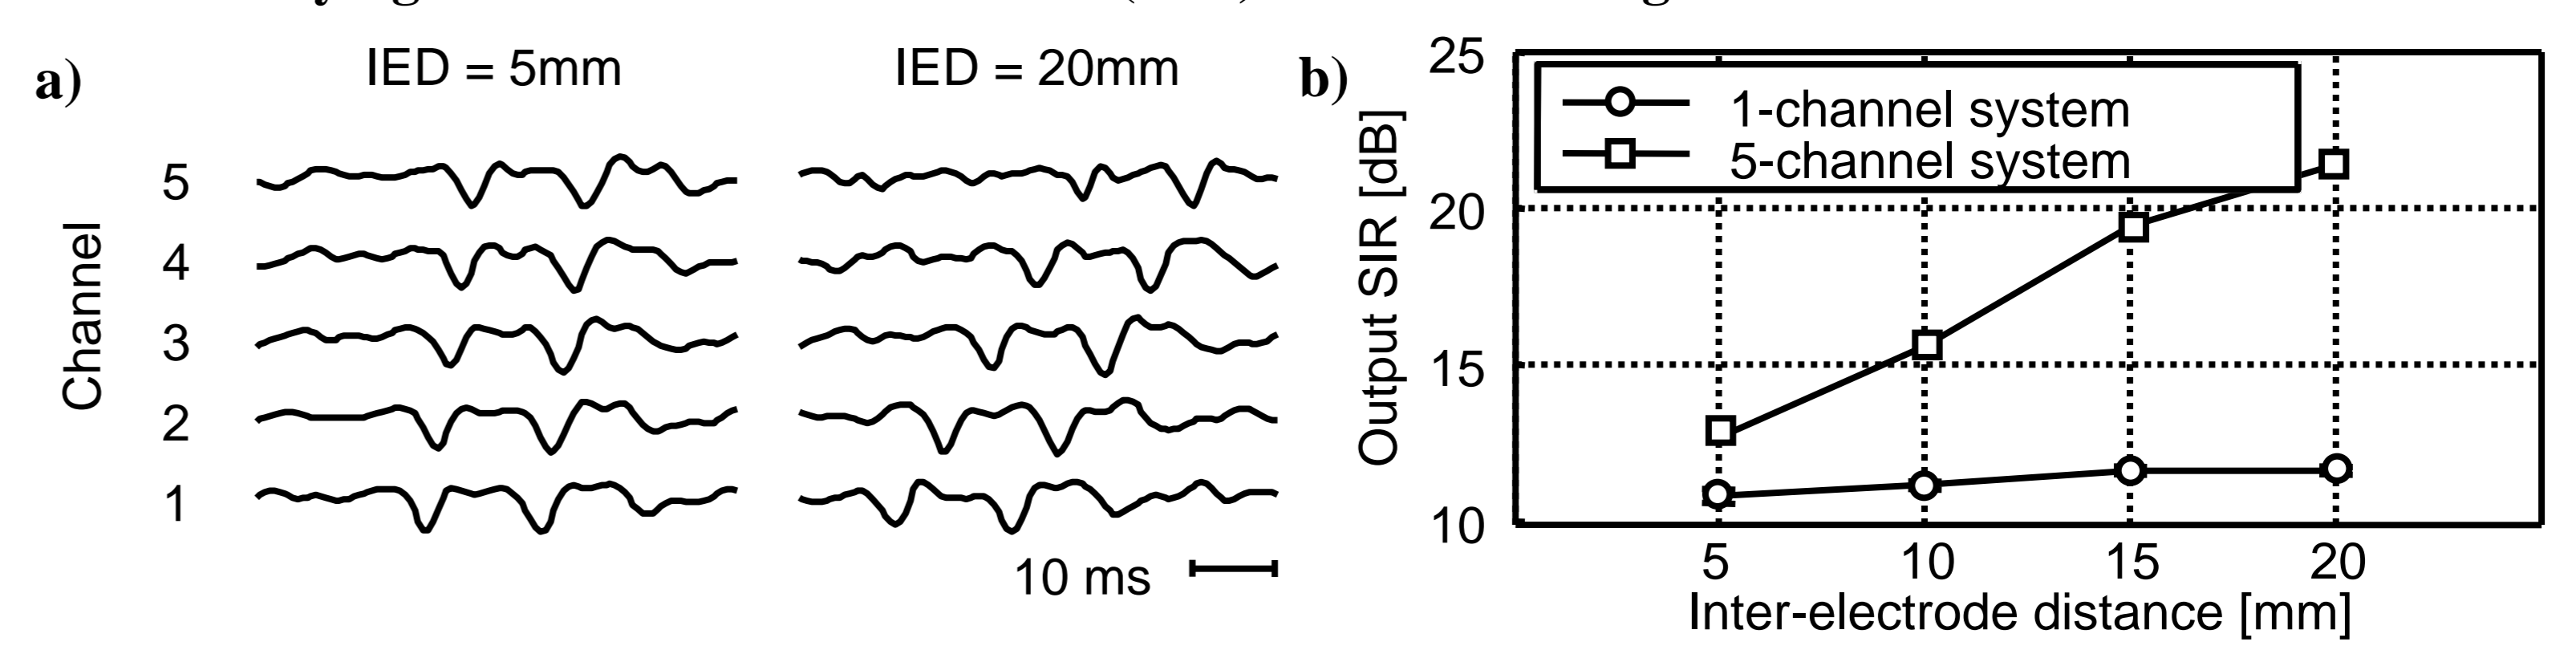 a)
IED = 5mm
IED = 20mm
Channel
5
4
3
2
1
10 ms
b)
Output SIR [dB]
25
20
15
10
1-channel system
5-channel system
5 10 15 20
Inter-electrode distance [mm]